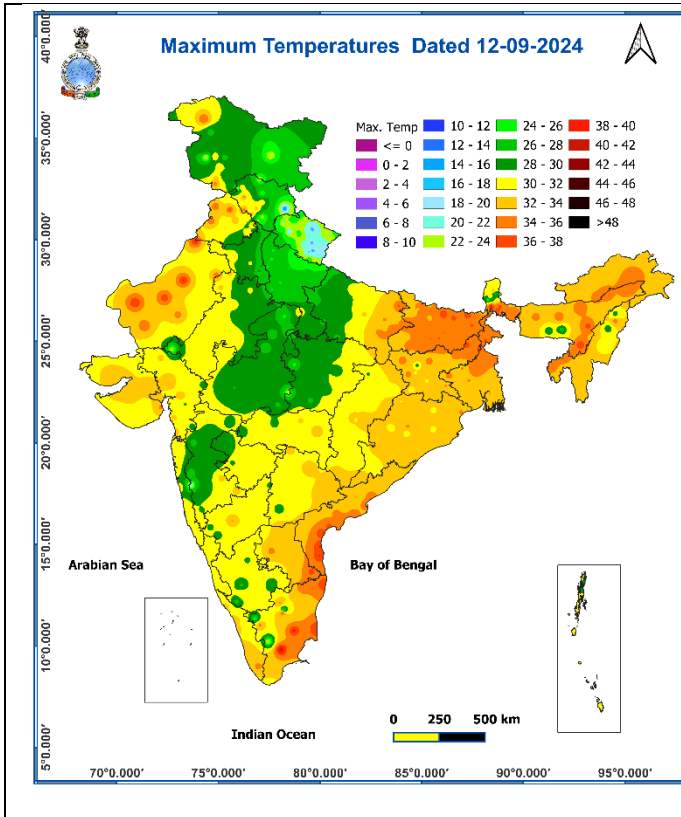 Maximum Temperatures Dated 12-09-2024
Max. Temp
<= 0
0 - 2
2 - 4
4 - 6
6 - 8
8 - 10
10 - 12
12 - 14
14 - 16
16 - 18
18 - 20
20 - 22
22 - 24
24 - 26
26 - 28
28 - 30
30 - 32
32 - 34
34 - 36
36 - 38
38 - 40
40 - 42
42 - 44
44 - 46
46 - 48
>48
40°0.000'
35°0.000'
30°0.000'
25°0.000'
20°0.000'
15°0.000'
10°0.000'
5°0.000'
Arabian Sea
Bay of Bengal
Indian Ocean
0 250 500 km
70°0.000' 75°0.000' 80°0.000' 85°0.000' 90°0.000' 95°0.000'